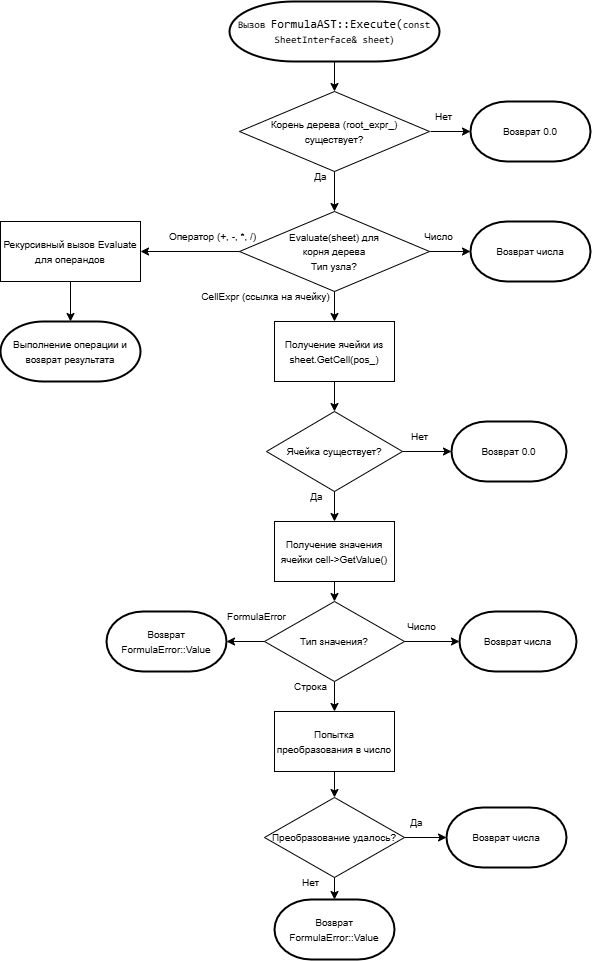 Вызов FormulaAST::Execute(const
SheetInterface& sheet)
Корень дерева (root_expr_)
существует?
Нет
Возврат 0.0
Да
Оператор (+, -, *, /)
Evaluate(sheet) для
корня дерева
Тип узла?
Число
Возврат числа
Рекурсивный вызов Evaluate
для операндов
CellExpr (ссылка на ячейку)
Выполнение операции и
возврат результата
Получение ячейки из
sheet.GetCell(pos_)
Ячейка существует?
Нет
Возврат 0.0
Да
Получение значения
ячейки cell->GetValue()
FormulaError
Возврат
FormulaError::Value
Тип значения?
Число
Возврат числа
Строка
Попытка
преобразования в число
Преобразование удалось?
Да
Возврат числа
Нет
Возврат
FormulaError::Value